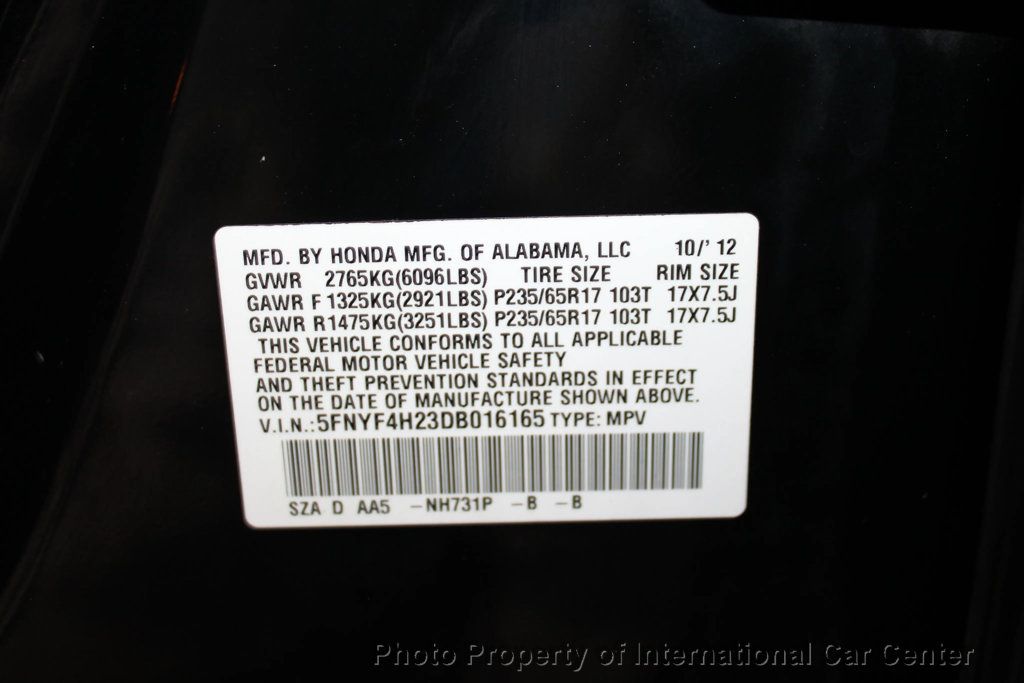 MFD. BY HONDA MFG. OF ALABAMA, LLC 10/'12
GVWR 2765KG(6096LBS) TIRE SIZE RIM SIZE
GAWR F 1325KG(2921LBS) P235/65R17 103T 17X7.5J
GAWR R1475KG(3251LBS) P235/65R17 103T 17X7.5J
THIS VEHICLE CONFORMS TO ALL APPLICABLE
FEDERAL MOTOR VEHICLE SAFETY
AND THEFT PREVENTION STANDARDS IN EFFECT
ON THE DATE OF MANUFACTURE SHOWN ABOVE.
V.I.N.:5FNYF4H23DB016165 TYPE: MPV
SZA D AA5 -NH731P -B -B
Photo Property of International Car Center